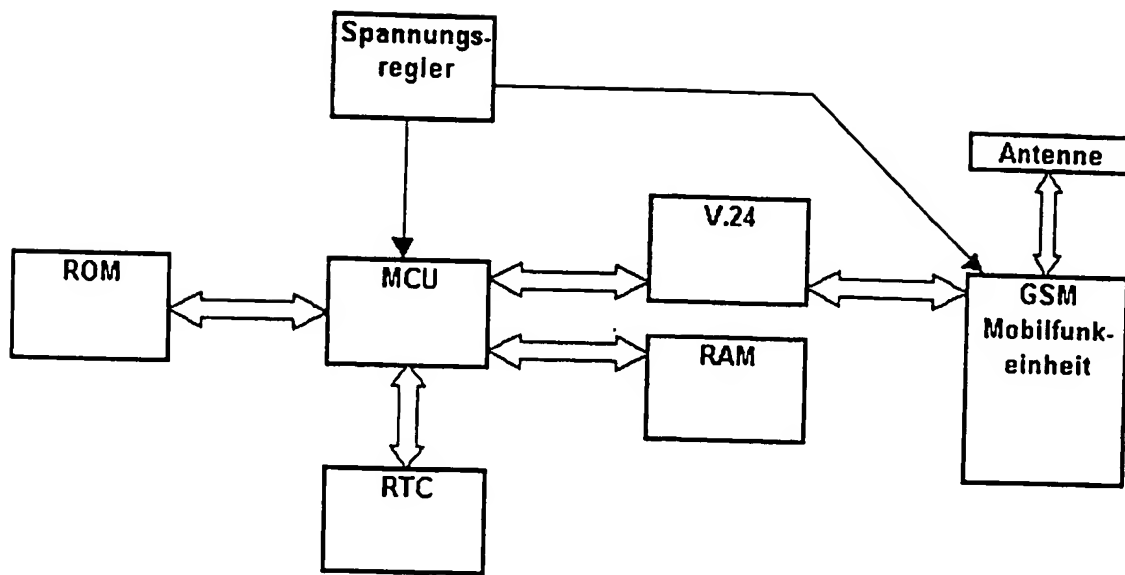 Spannungs-
regler
Antenne
V.24
ROM
MCU
GSM
Mobilfunk-
einheit
RAM
RTC